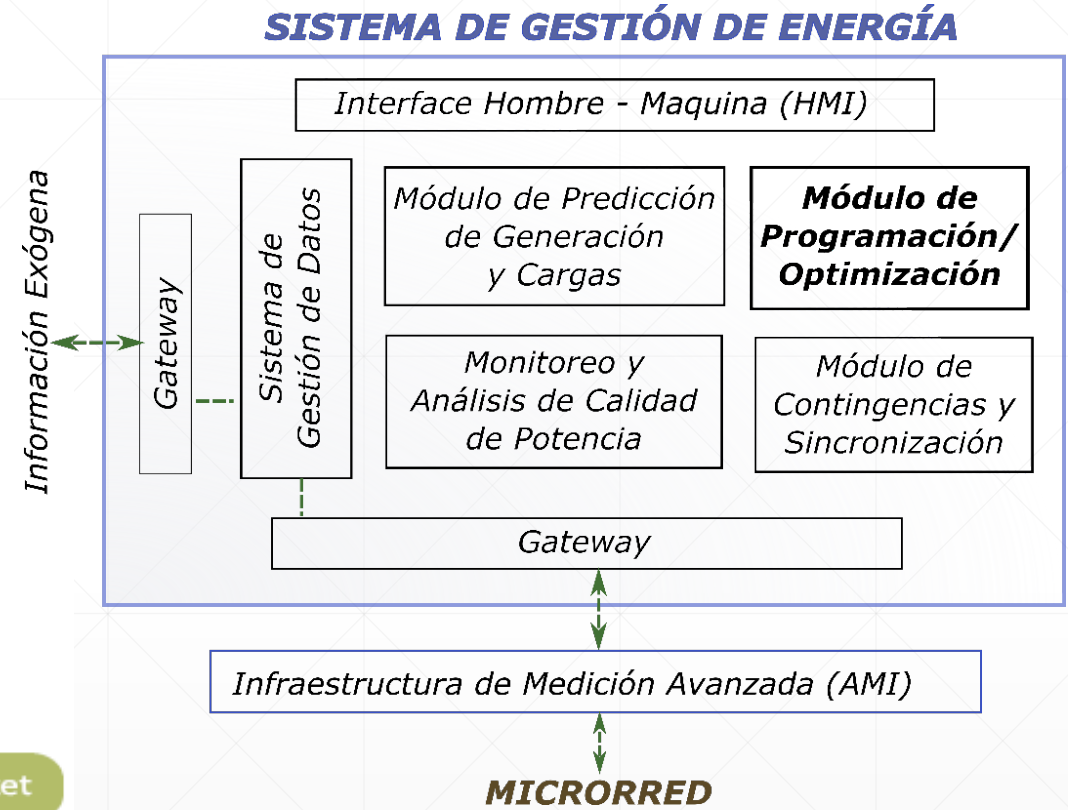 SISTEMA DE GESTIÓN DE ENERGÍA
Interface Hombre - Maquina (HMI)
Información Exógena
Gateway
Sistema de
Gestión de Datos
Módulo de Predicción
de Generación
y Cargas
Módulo de
Programación/
Optimización
Monitoreo y
Análisis de Calidad
de Potencia
Módulo de
Contingencias y
Sincronización
Gateway
Infraestructura de Medición Avanzada (AMI)
MICRORRED